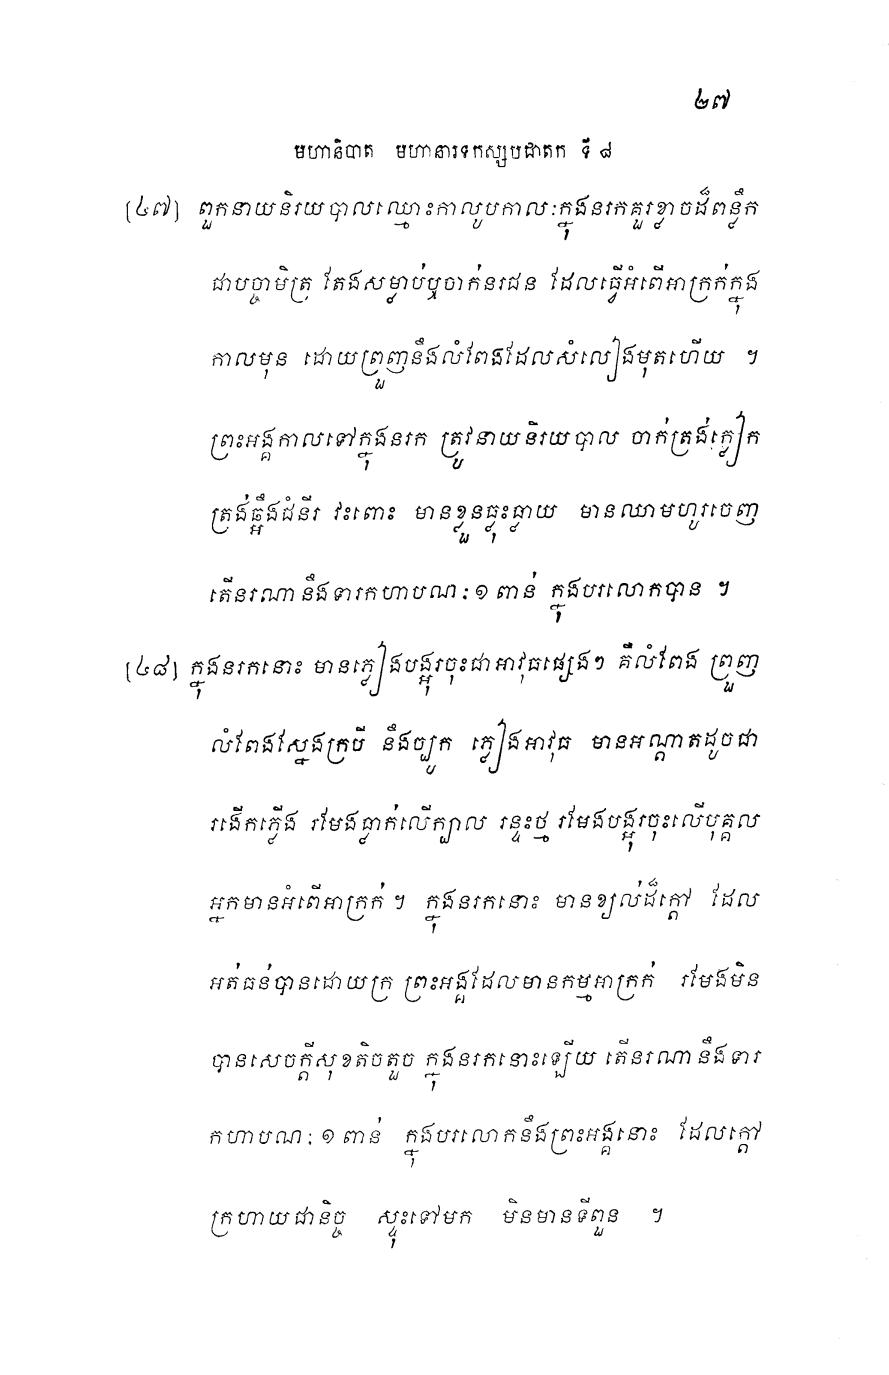 ២៧
មហានិបាត មហានារទកស្សបជាតក ទី ៨
[៤៧] ពួកនាយនិរយបាលឈ្មោះកាលូបកាលៈក្នុងនរកគួរខ្លាចដ៏ពន្លឹក
ជាបច្ចាមិត្រ តែងសម្លាប់ឬចាក់នរជន ដែលធ្វើអំពើអាក្រក់ក្នុង
កាលមុន ដោយព្រួញនឹងលំពែងដែលសំលៀងមុតហើយ ។
ព្រះអង្គកាលទៅក្នុងនរក ត្រូវនាយនិរយបាល ចាក់ត្រង់ភ្លៀក
ត្រង់ឆ្អឹងជំនីរ វះពោះ មានខ្លួនធ្លុះធ្លាយ មានឈាមហូរចេញ
តើនរណានឹងទារកហាបណៈ ១ ពាន់ ក្នុងបរលោកបាន ។
[៤៨] ក្នុងនរកនោះ មានភ្លៀងបង្អុរចុះជាអាវុធផ្សេងៗ គឺលំពែង ព្រួញ
លំពែងស្នែងក្របី នឹងច្បូក ភ្លៀងអាវុធ មានអណ្តាតដូចជា
រងើកភ្លើង រមែងធ្លាក់លើក្បាល រន្ទះថ្ម រមែងបង្អុរចុះលើបុគ្គល
អ្នកមានអំពើអាក្រក់ ។ ក្នុងនរកនោះ មានខ្យល់ដ៏ក្តៅ ដែល
អត់ធន់បានដោយក្រ ព្រះអង្គដែលមានកម្មអាក្រក់ រមែងមិន
បានសេចក្តីសុខតិចតួច ក្នុងនរកនោះឡើយ តើនរណានឹងទារ
កហាបណៈ ១ ពាន់ ក្នុងបរលោកនឹងព្រះអង្គនោះ ដែលក្តៅ
ក្រហាយជានិច្ច ស្ទុះទៅមក មិនមានទីពួន ។